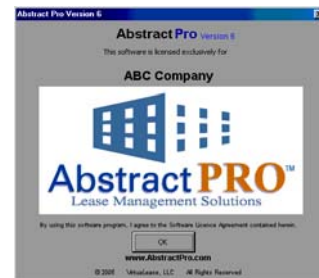 Abstract Pro Version 6
Abstract Pro Version 6
This software is licensed exclusively for
ABC Company
Abstract PRO™
Lease Management Solutions
By using this software program, I agree to the Software License Agreement contained herein.
OK
www.AbstractPro.com
© 2005 VirtuaLease, LLC All Rights Reserved